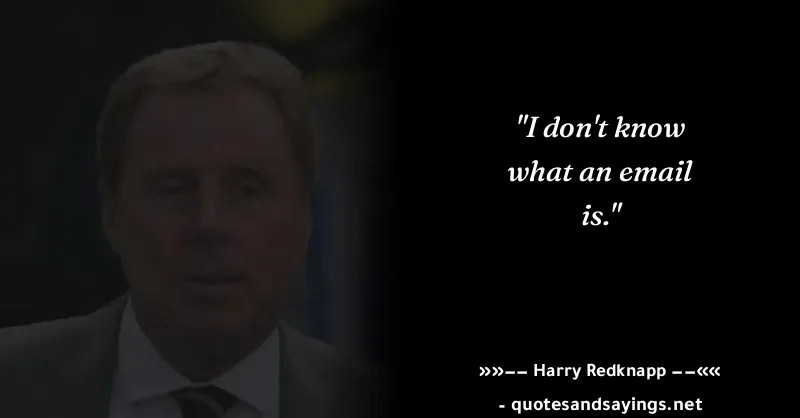 "I don't know
what an email
is."
»»–– Harry Redknapp ––««
- quotesandsayings.net